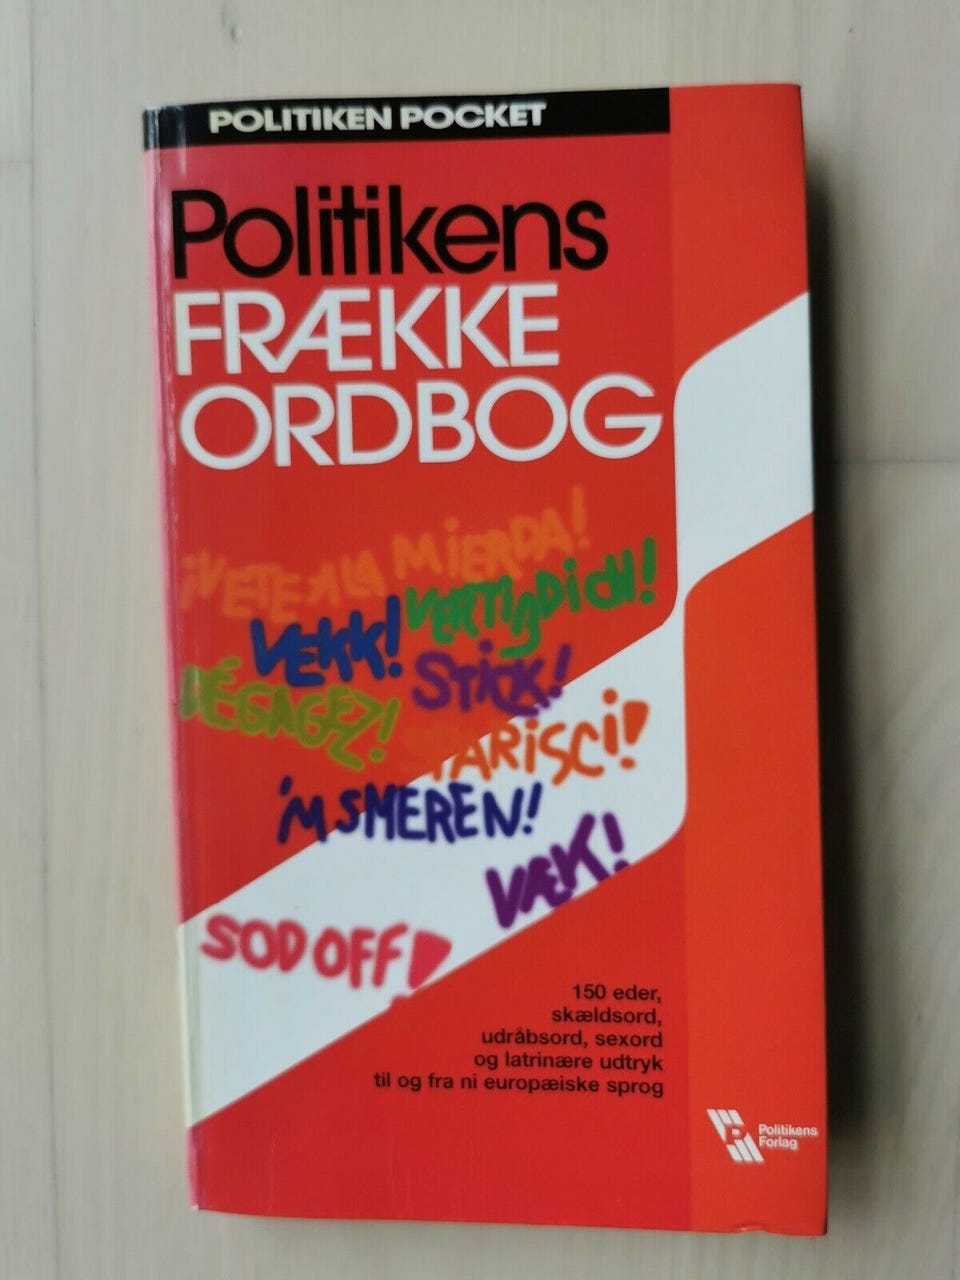 POLITIKEN POCKET
Politikens
FRÆKKE
ORDBOG
¡VETE A LA MIERDA!
VERTIGDICH!
VEKK!
STICK!
DÉGAGEZ!
SPARISCI!
'M SMEREN!
VÆK!
SOD OFF!
150 eder,
skældsord,
udråbsord, sexord
og latrinære udtryk
til og fra ni europæiske sprog
Politikens
Forlag